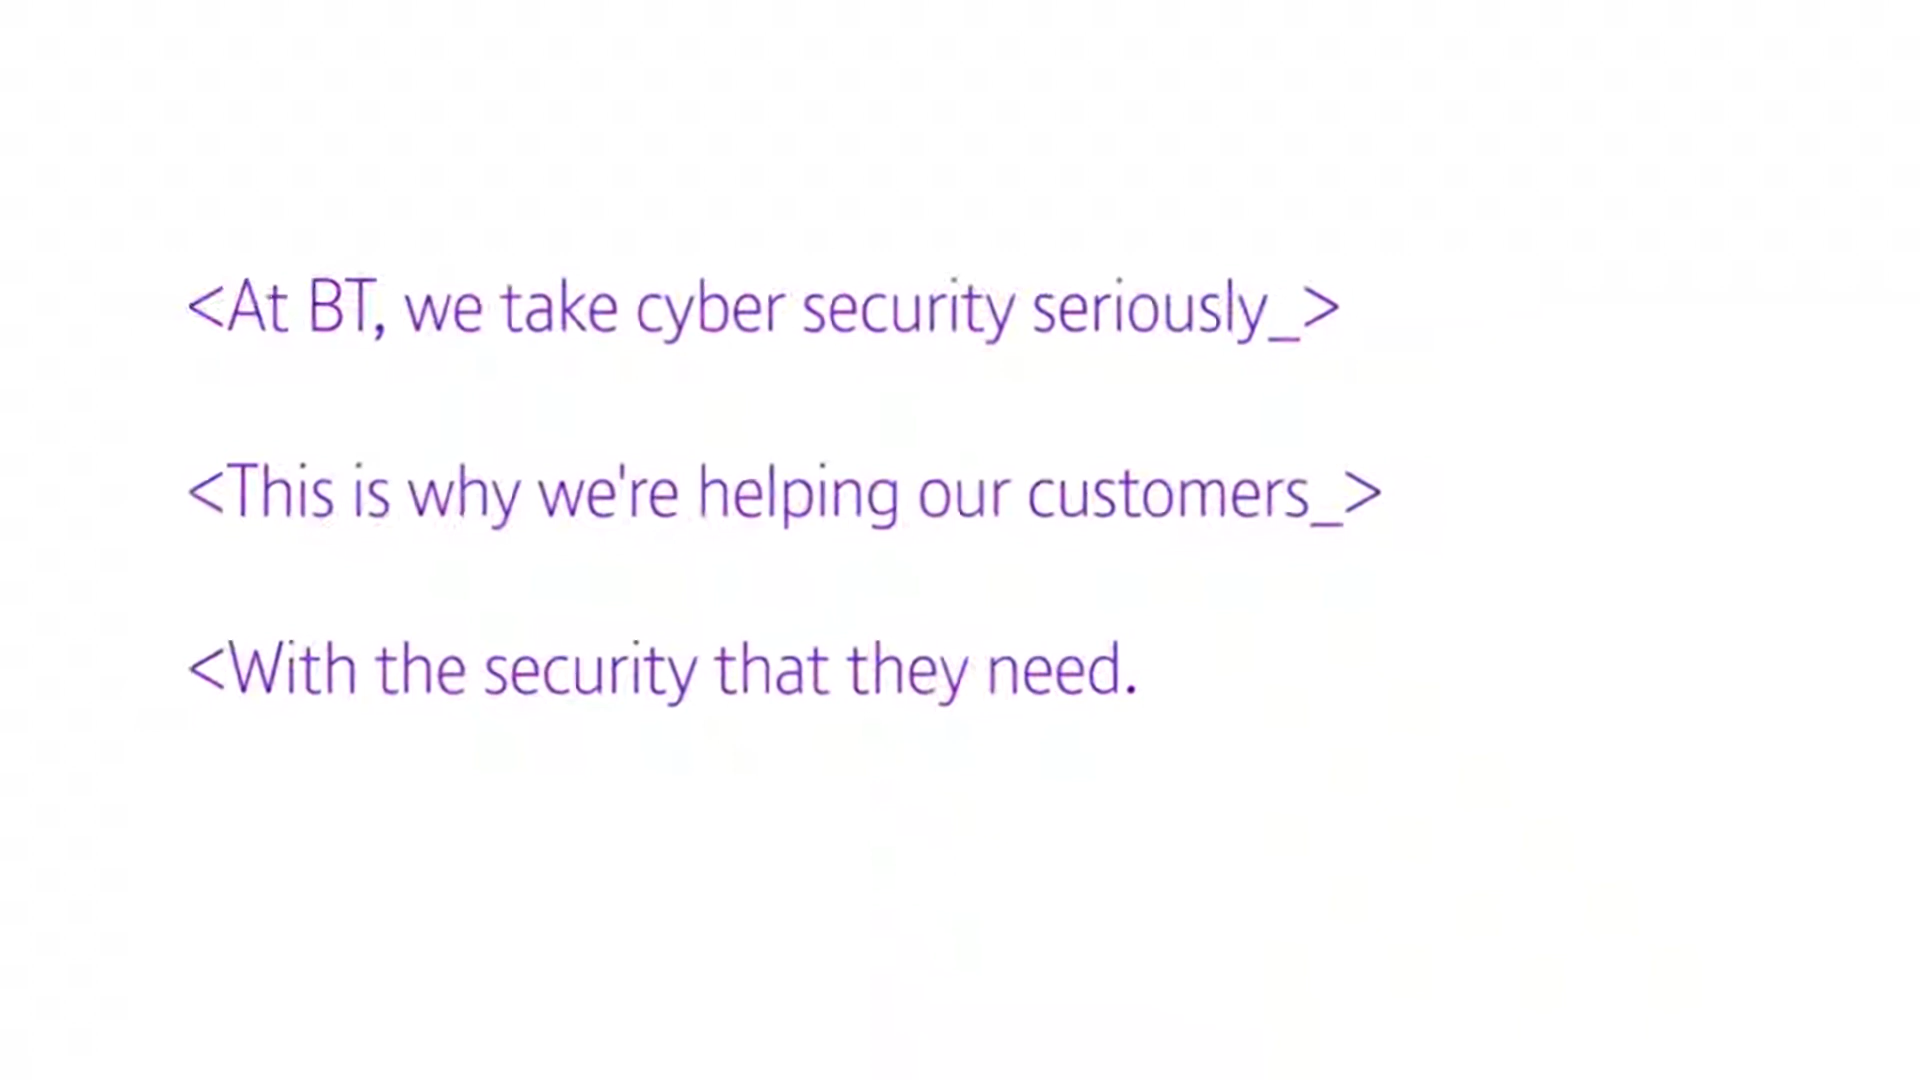 <At BT, we take cyber security seriously_>
<This is why we're helping our customers_>
<With the security that they need.